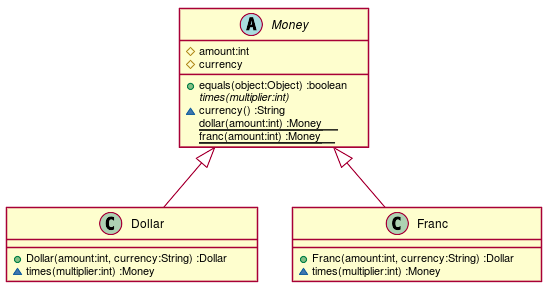 A Money
amount:int
currency
equals(object:Object) :boolean
times(multiplier:int)
currency() :String
dollar(amount:int) :Money
franc(amount:int) :Money
C Dollar
Dollar(amount:int, currency:String) :Dollar
times(multiplier:int) :Money
C Franc
Franc(amount:int, currency:String) :Dollar
times(multiplier:int) :Money